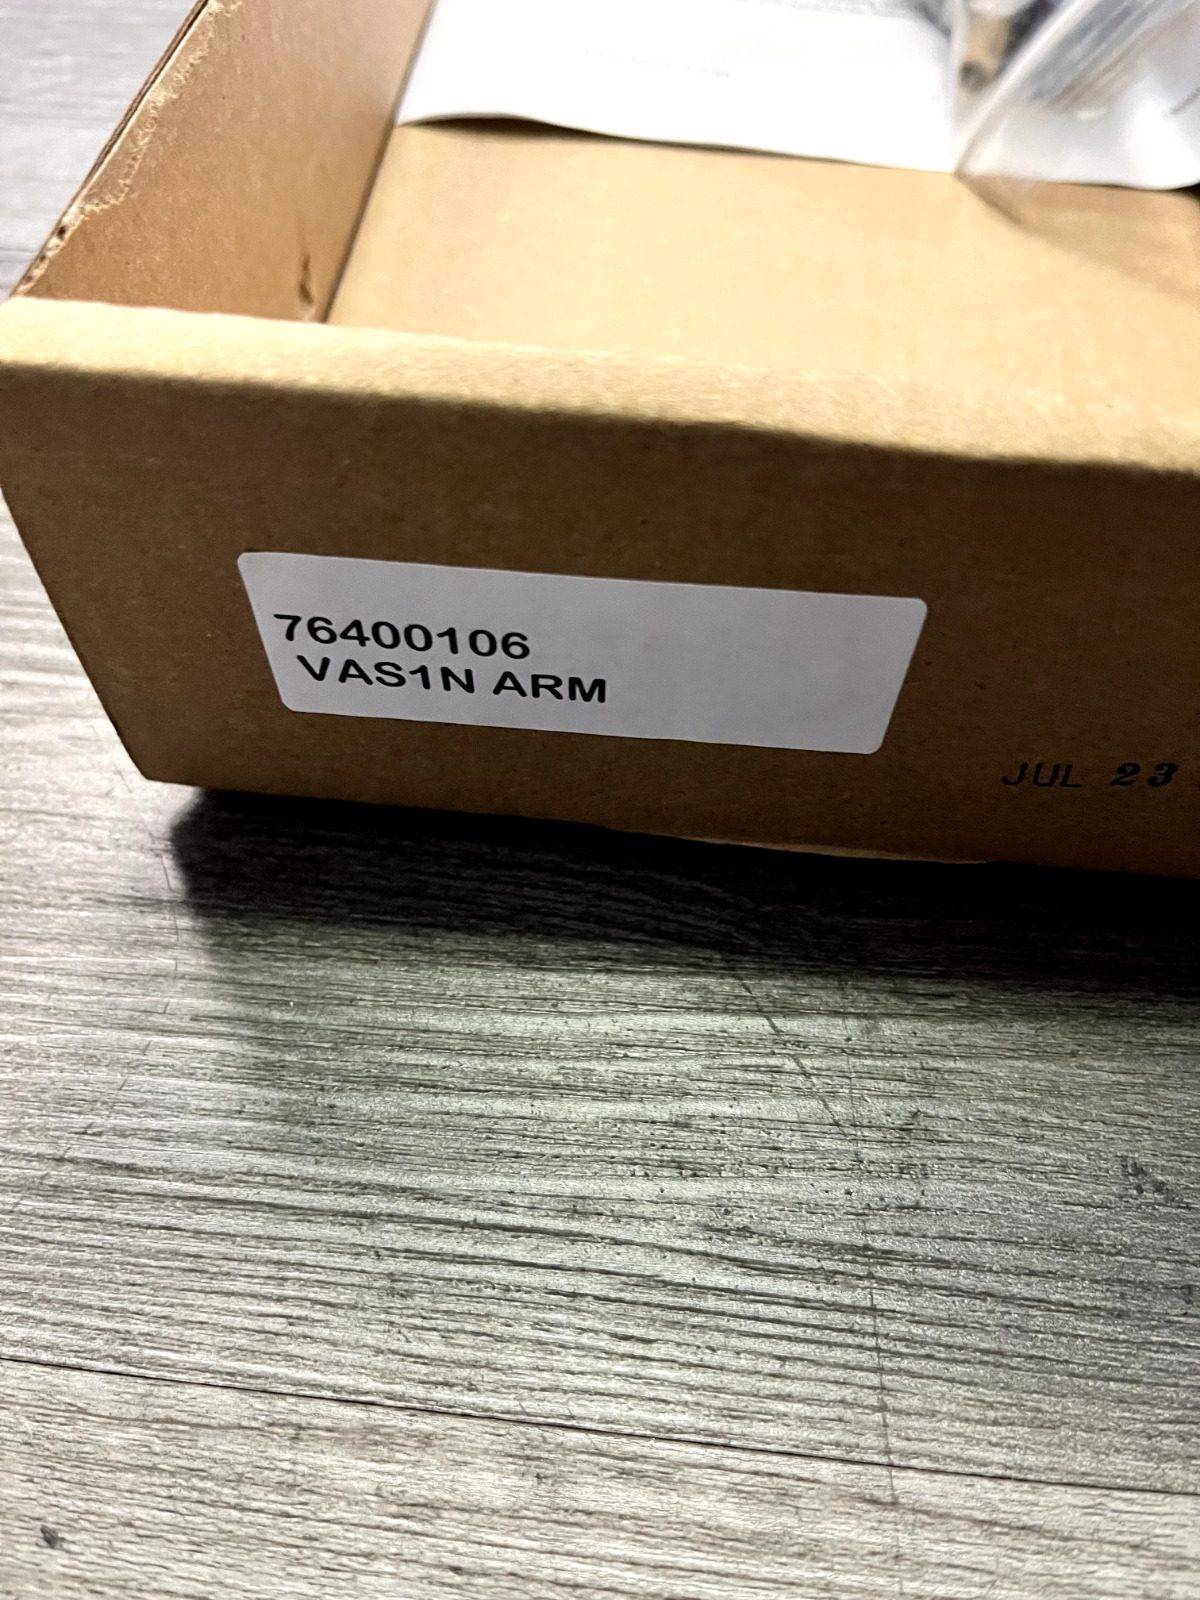 76400106
VAS1N ARM
JUL 23